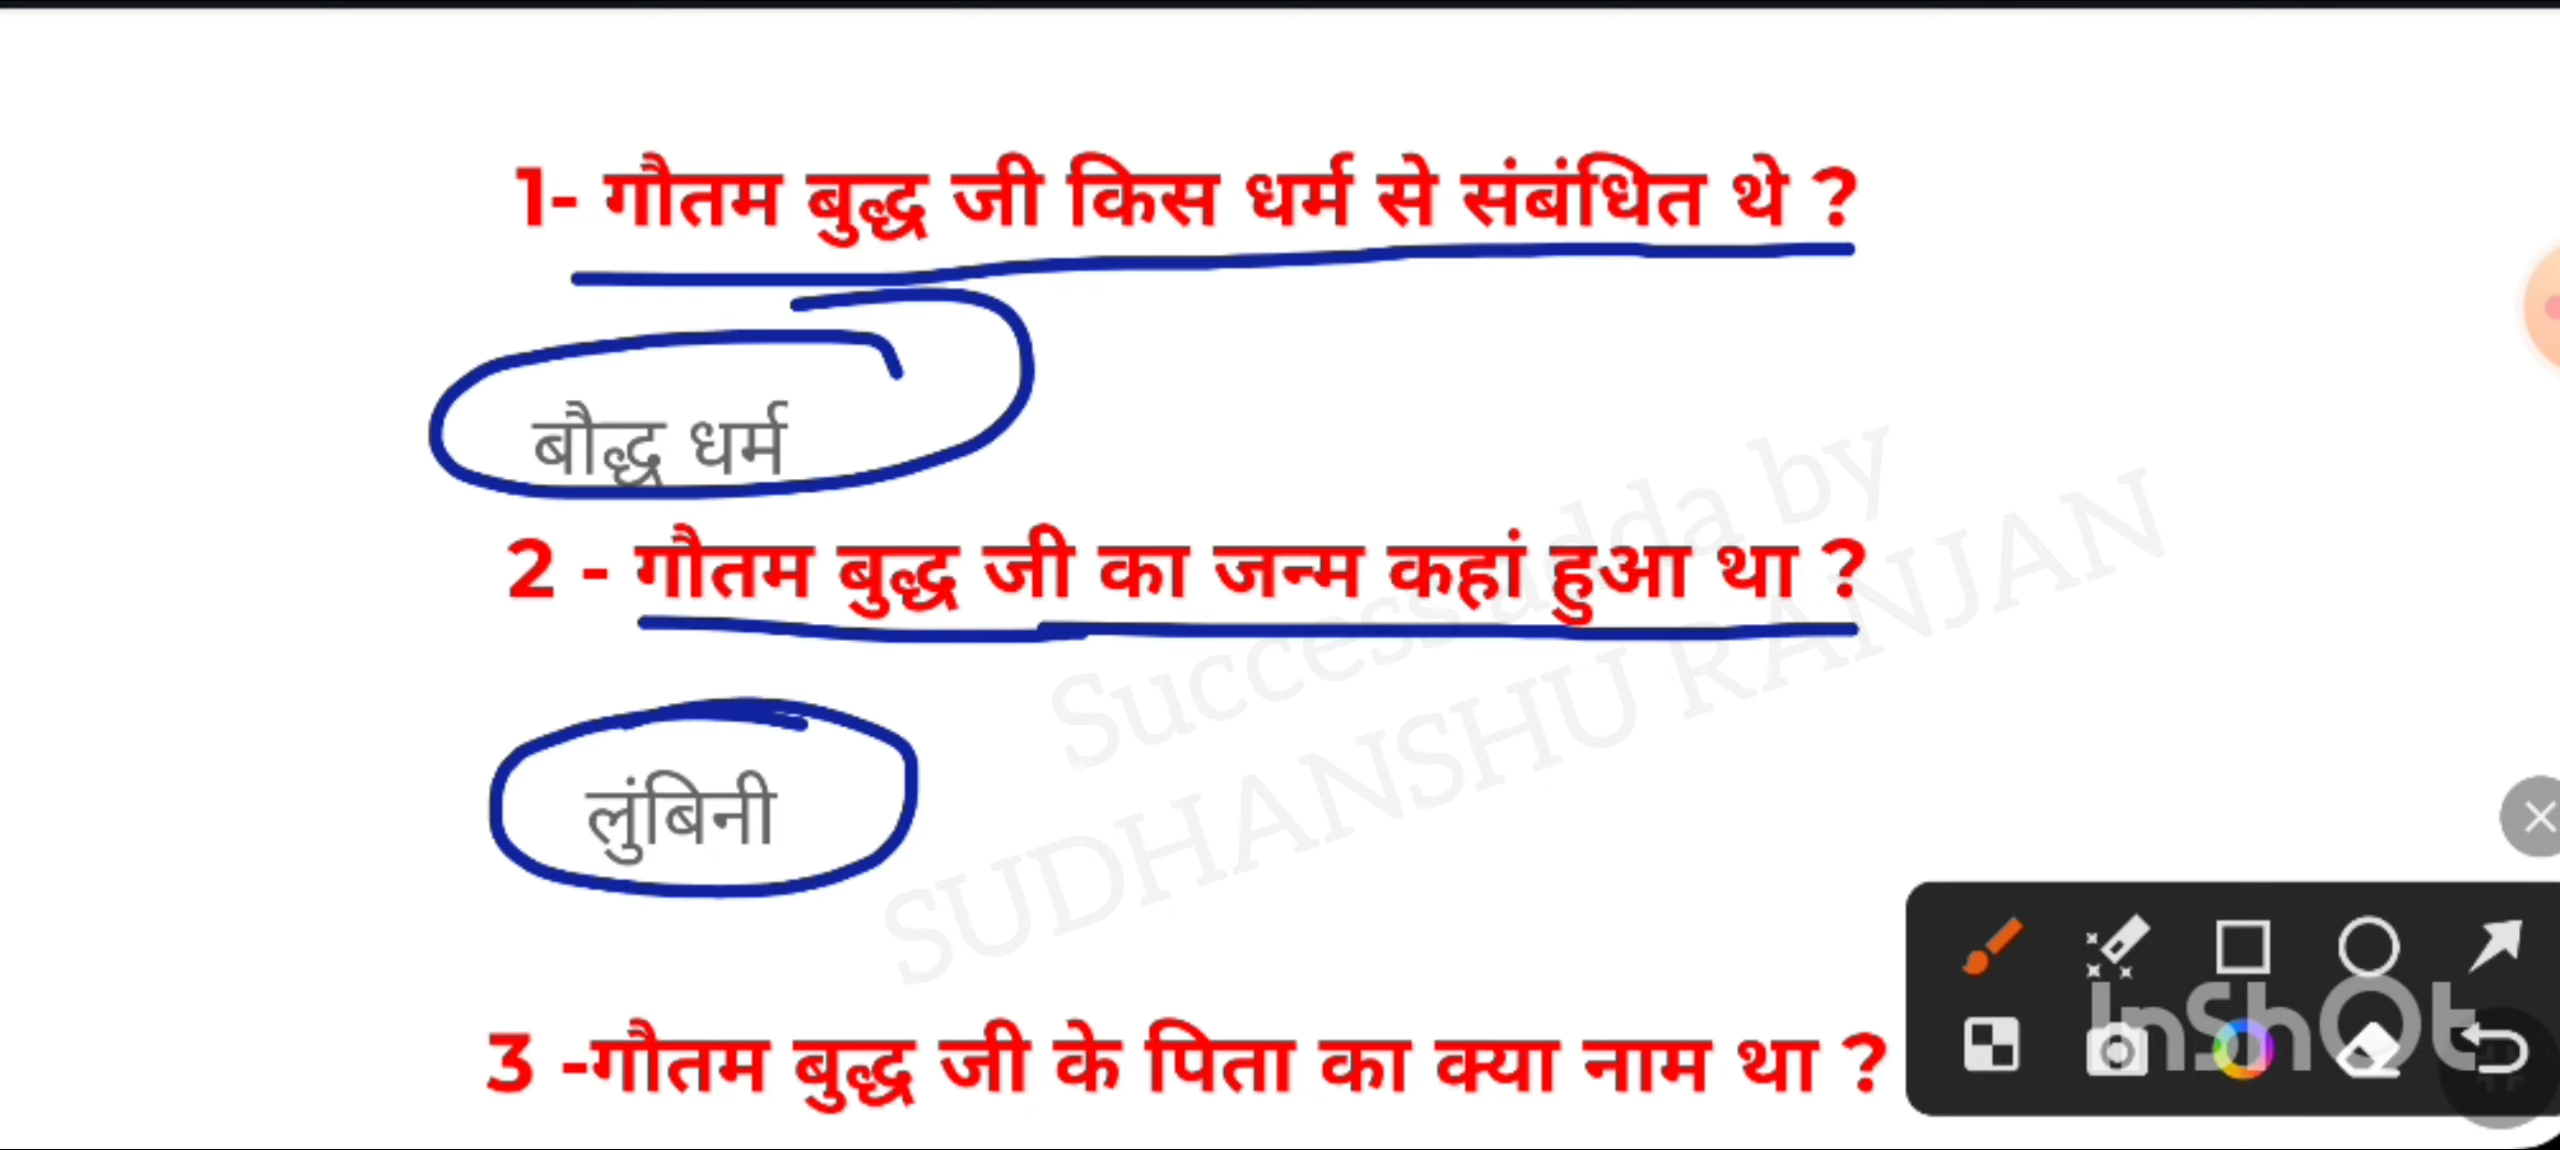 1- गौतम बुद्ध जी किस धर्म से संबंधित थे ?
बौद्ध धर्म
2 - गौतम बुद्ध जी का जन्म कहां हुआ था ?
Success adda by
SUDHANSHU RANJAN
लुंबिनी
3 -गौतम बुद्ध जी के पिता का क्या नाम था ?
InShOt